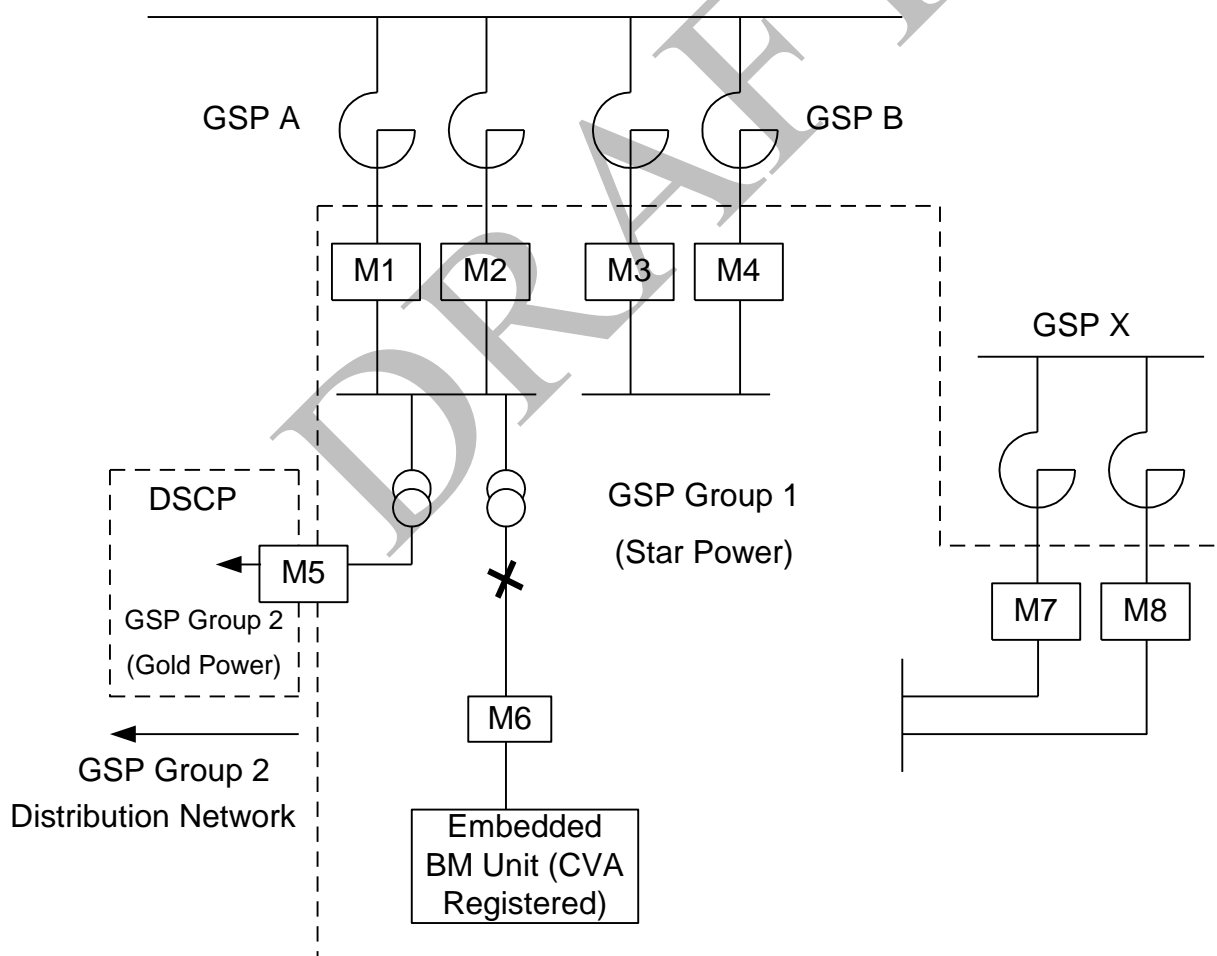 DRAFT
GSP A
GSP B
M1
M2
M3
M4
GSP X
DSCP
GSP Group 1
(Star Power)
M5
GSP Group 2
(Gold Power)
M7
M8
M6
GSP Group 2
Distribution Network
Embedded
BM Unit (CVA
Registered)